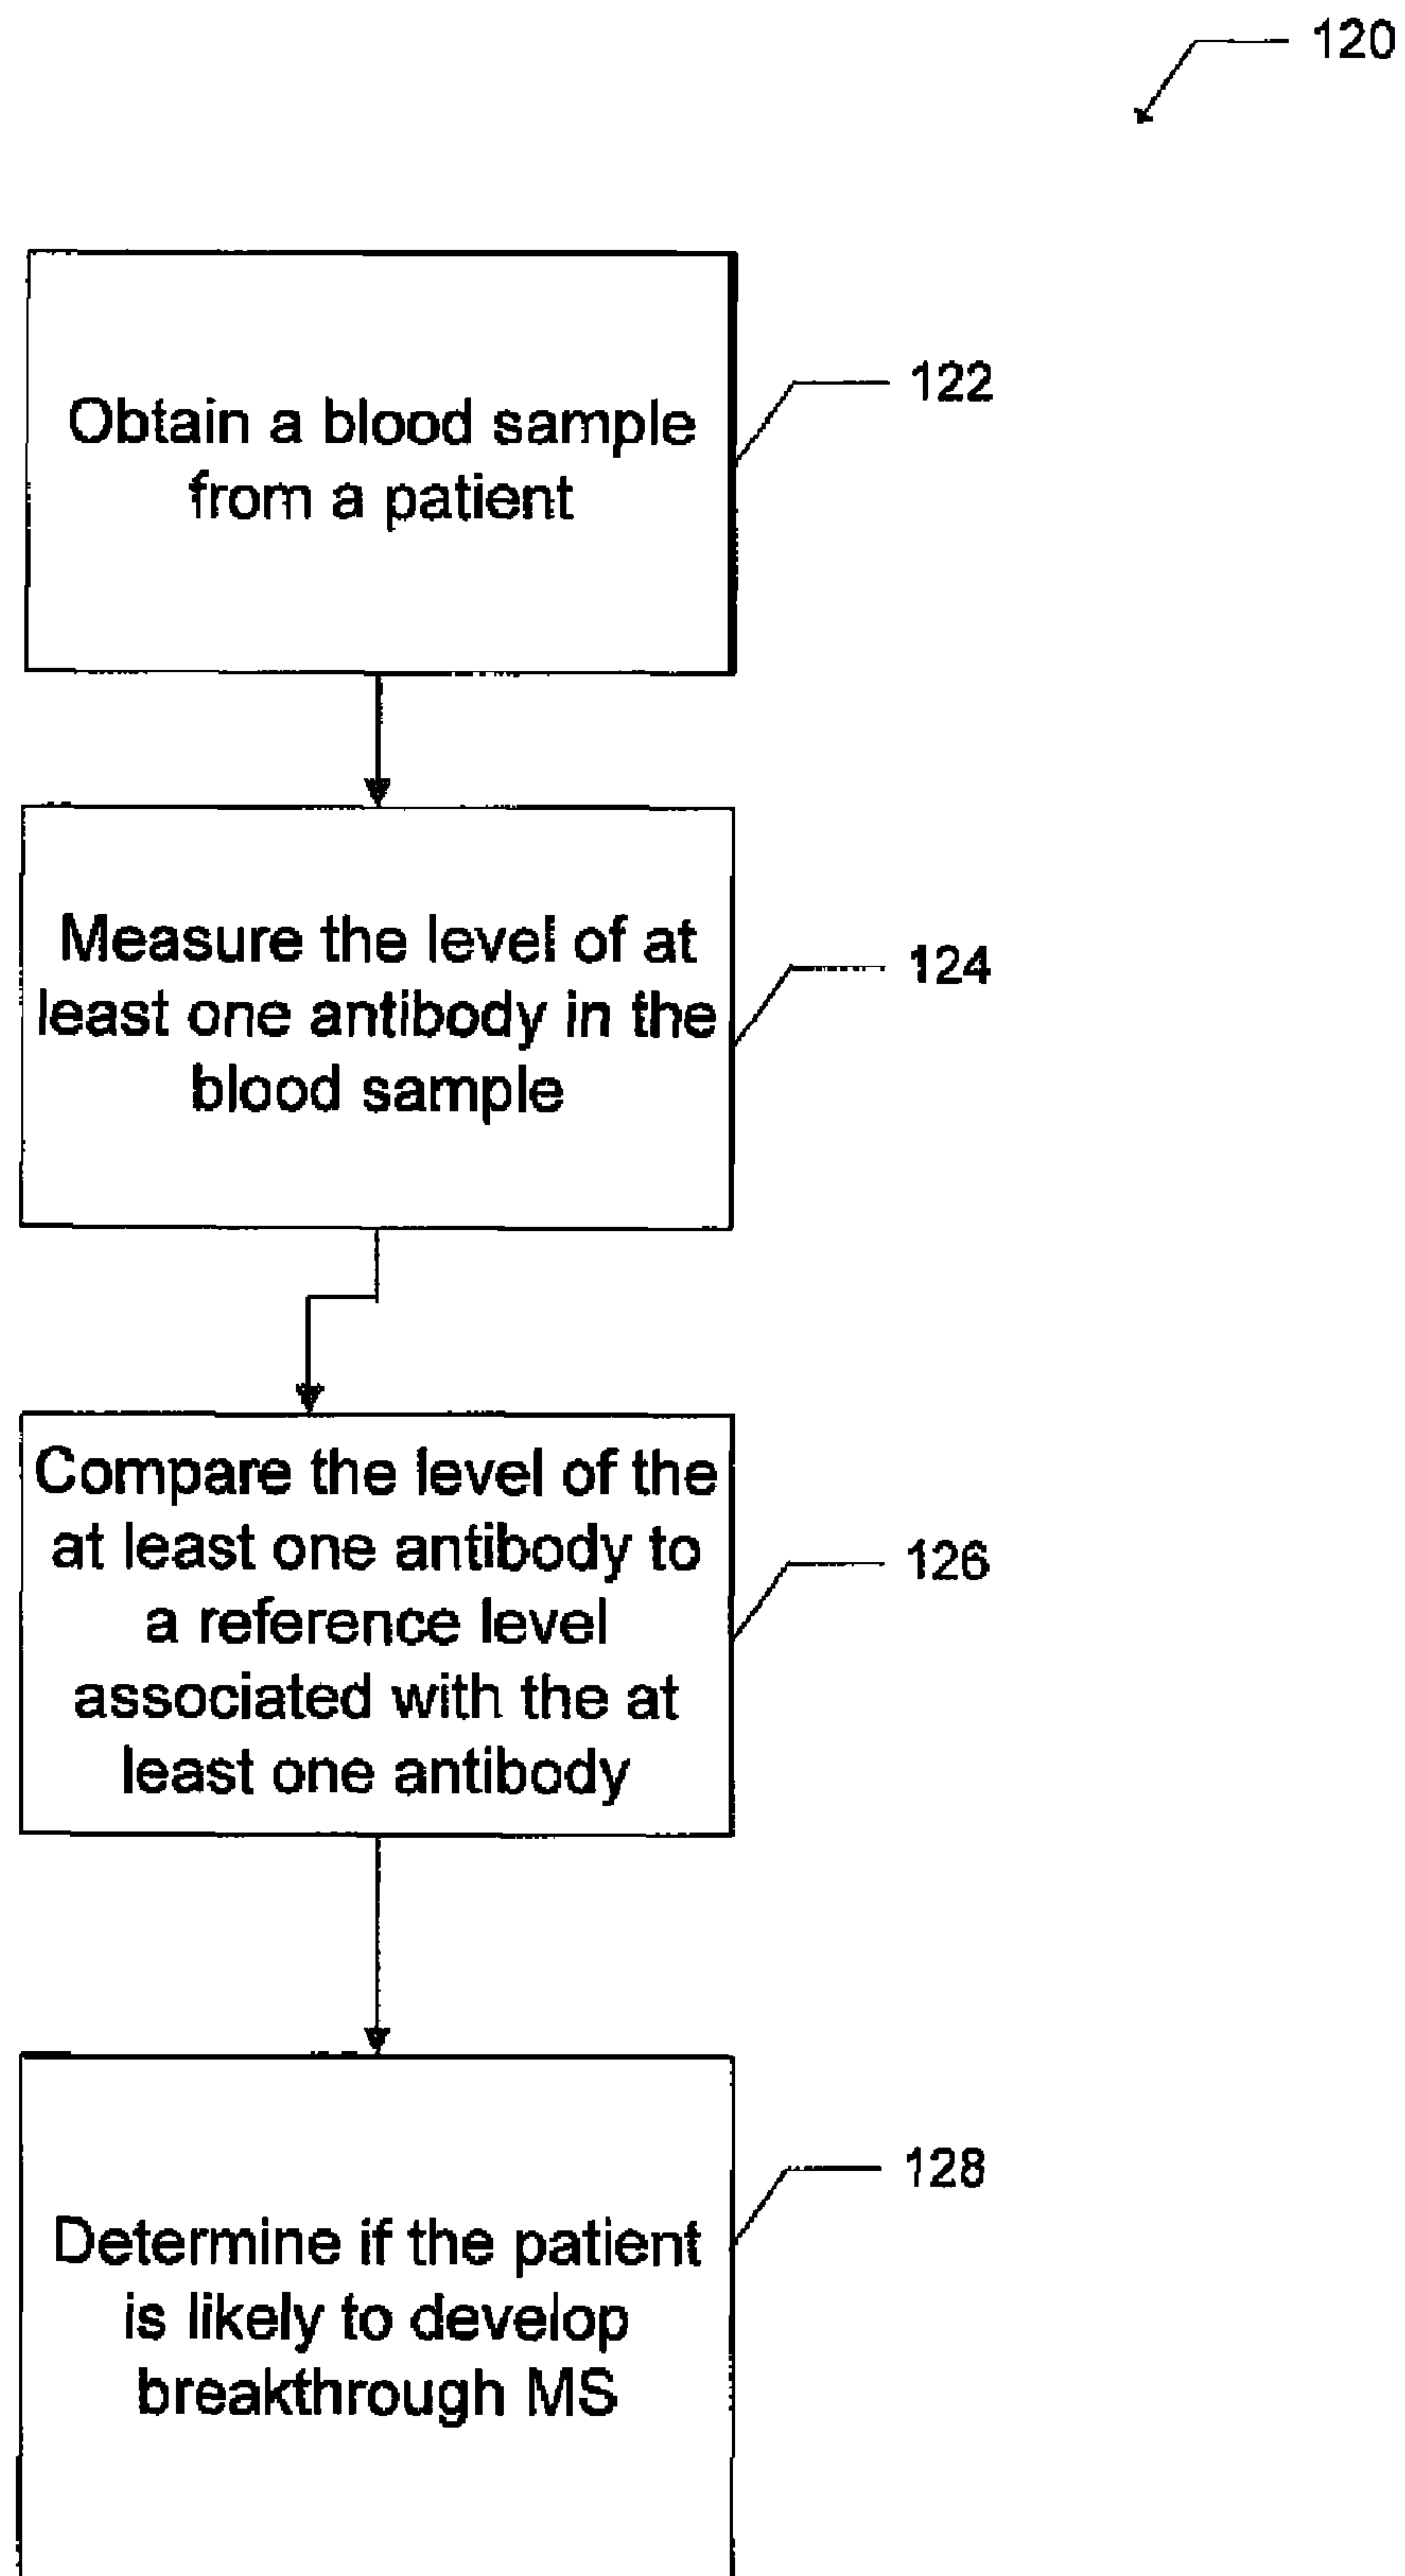 120
Obtain a blood sample
from a patient
122
Measure the level of at
least one antibody in the
blood sample
124
Compare the level of the
at least one antibody to
a reference level
associated with the at
least one antibody
126
Determine if the patient
is likely to develop
breakthrough MS
128